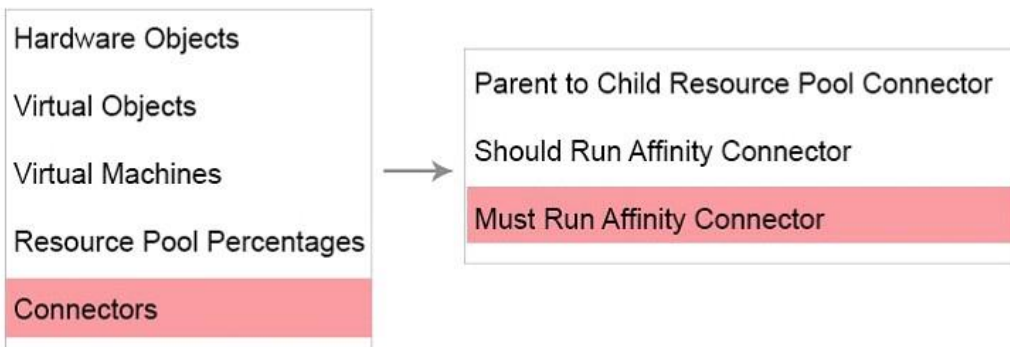 Hardware Objects
Virtual Objects
Virtual Machines
Resource Pool Percentages
Connectors
Parent to Child Resource Pool Connector
Should Run Affinity Connector
Must Run Affinity Connector